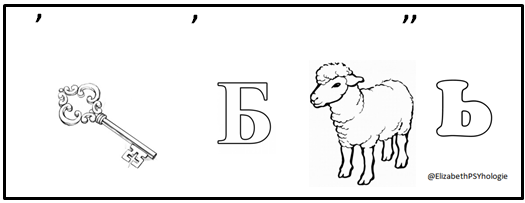 , , ,,
Б Ь
@ElizabethPSYhologie